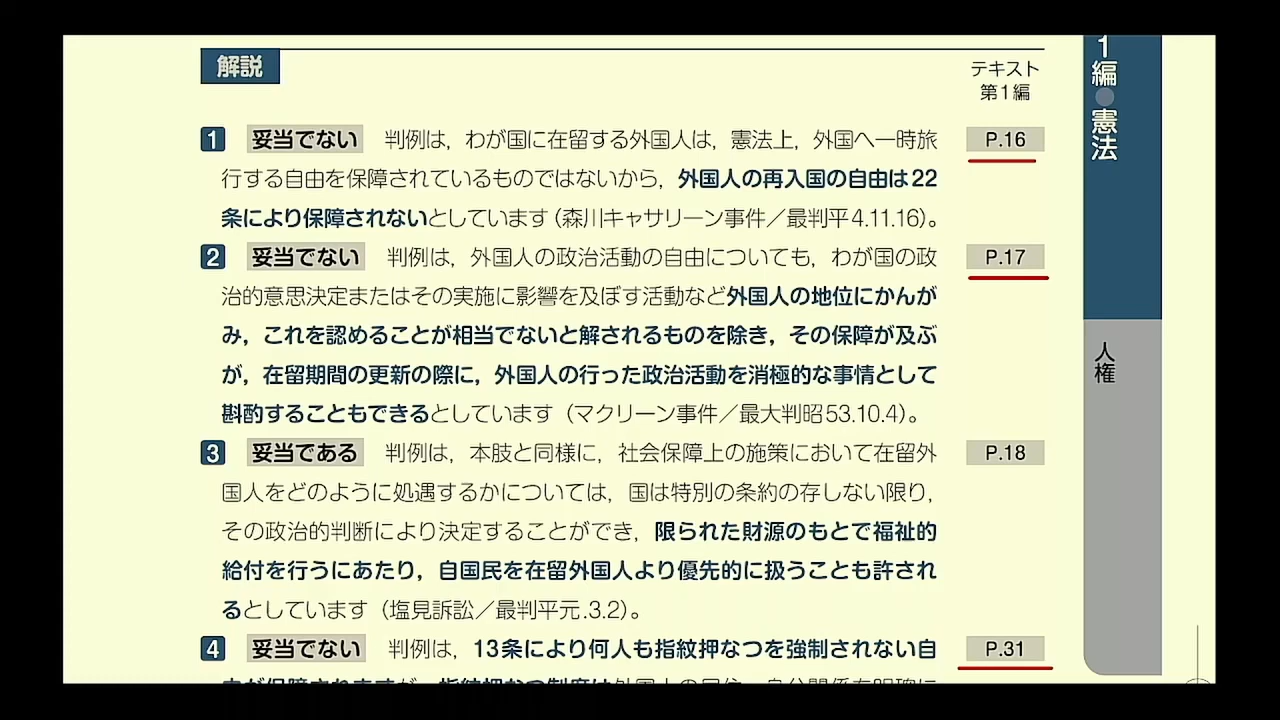 解説
テキスト
第1編
1 妥当でない 判例は，わが国に在留する外国人は，憲法上，外国へ一時旅 P.16
行する自由を保障されているものではないから，外国人の再入国の自由は22
条により保障されないとしています（森川キャサリーン事件／最判平4.11.16）。
2 妥当でない 判例は，外国人の政治活動の自由についても，わが国の政 P.17
治的意思決定またはその実施に影響を及ぼす活動など外国人の地位にかんが
み，これを認めることが相当でないと解されるものを除き，その保障が及ぶ
が，在留期間の更新の際に，外国人の行った政治活動を消極的な事情として
斟酌することもできるとしています（マクリーン事件／最大判昭53.10.4）。
3 妥当である 判例は，本肢と同様に，社会保障上の施策において在留外 P.18
国人をどのように処遇するかについては，国は特別の条約の存しない限り，
その政治的判断により決定することができ，限られた財源のもとで福祉的
給付を行うにあたり，自国民を在留外国人より優先的に扱うことも許され
るとしています（塩見訴訟／最判平元.3.2）。
4 妥当でない 判例は，13条により何人も指紋押なつを強制されない自 P.31
1編●憲法
人権